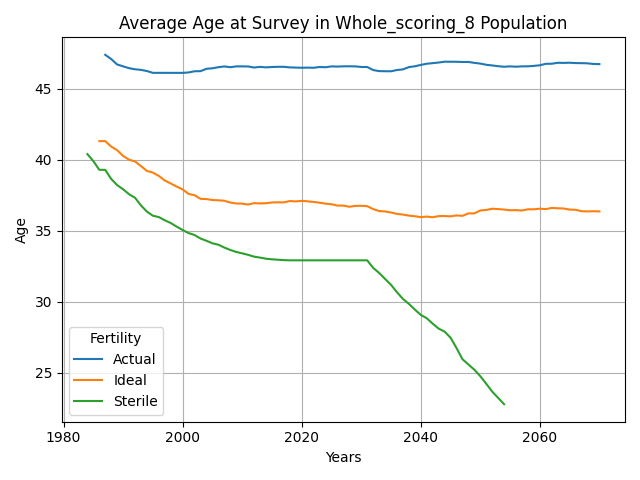 Average Age at Survey in Whole_scoring_8 Population
Age
45
40
35
30
25
Fertility
Actual
Ideal
Sterile
1980
2000
2020
2040
2060
Years